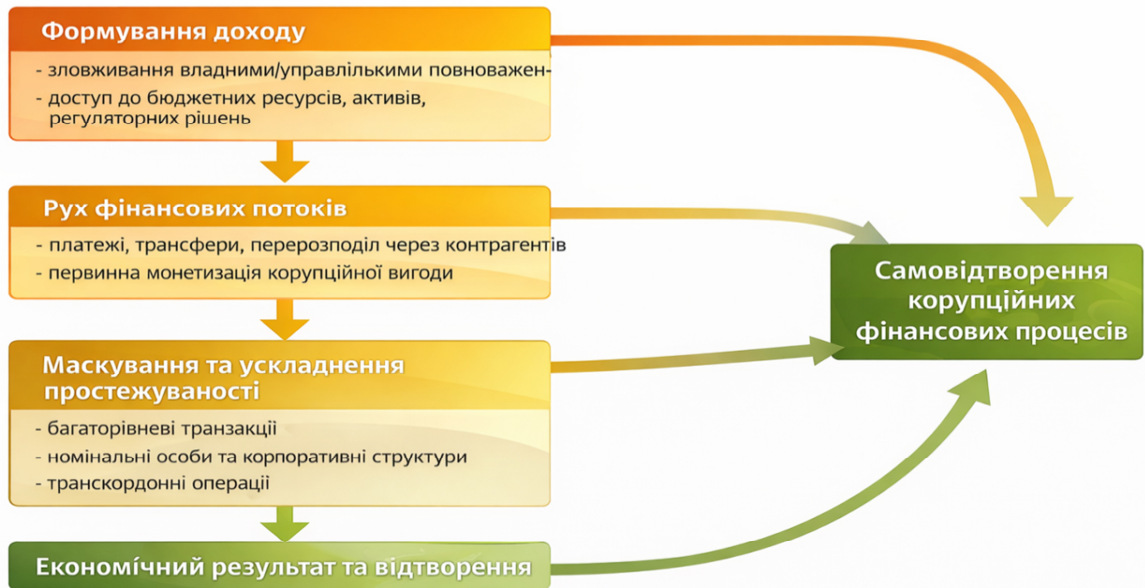 Формування доходу
- зловживання владними/управлількими повноважен-
- доступ до бюджетних ресурсів, активів,
регуляторних рішень
Рух фінансових потоків
- платежі, трансфери, перерозподіл через контрагентів
- первинна монетизація корупційної вигоди
Маскування та ускладнення
простежуваності
- багаторівневі транзакції
- номінальні особи та корпоративні структури
- транскордонні операції
Економічний результат та відтворення
Самовідтворення
корупційних
фінансових процесів